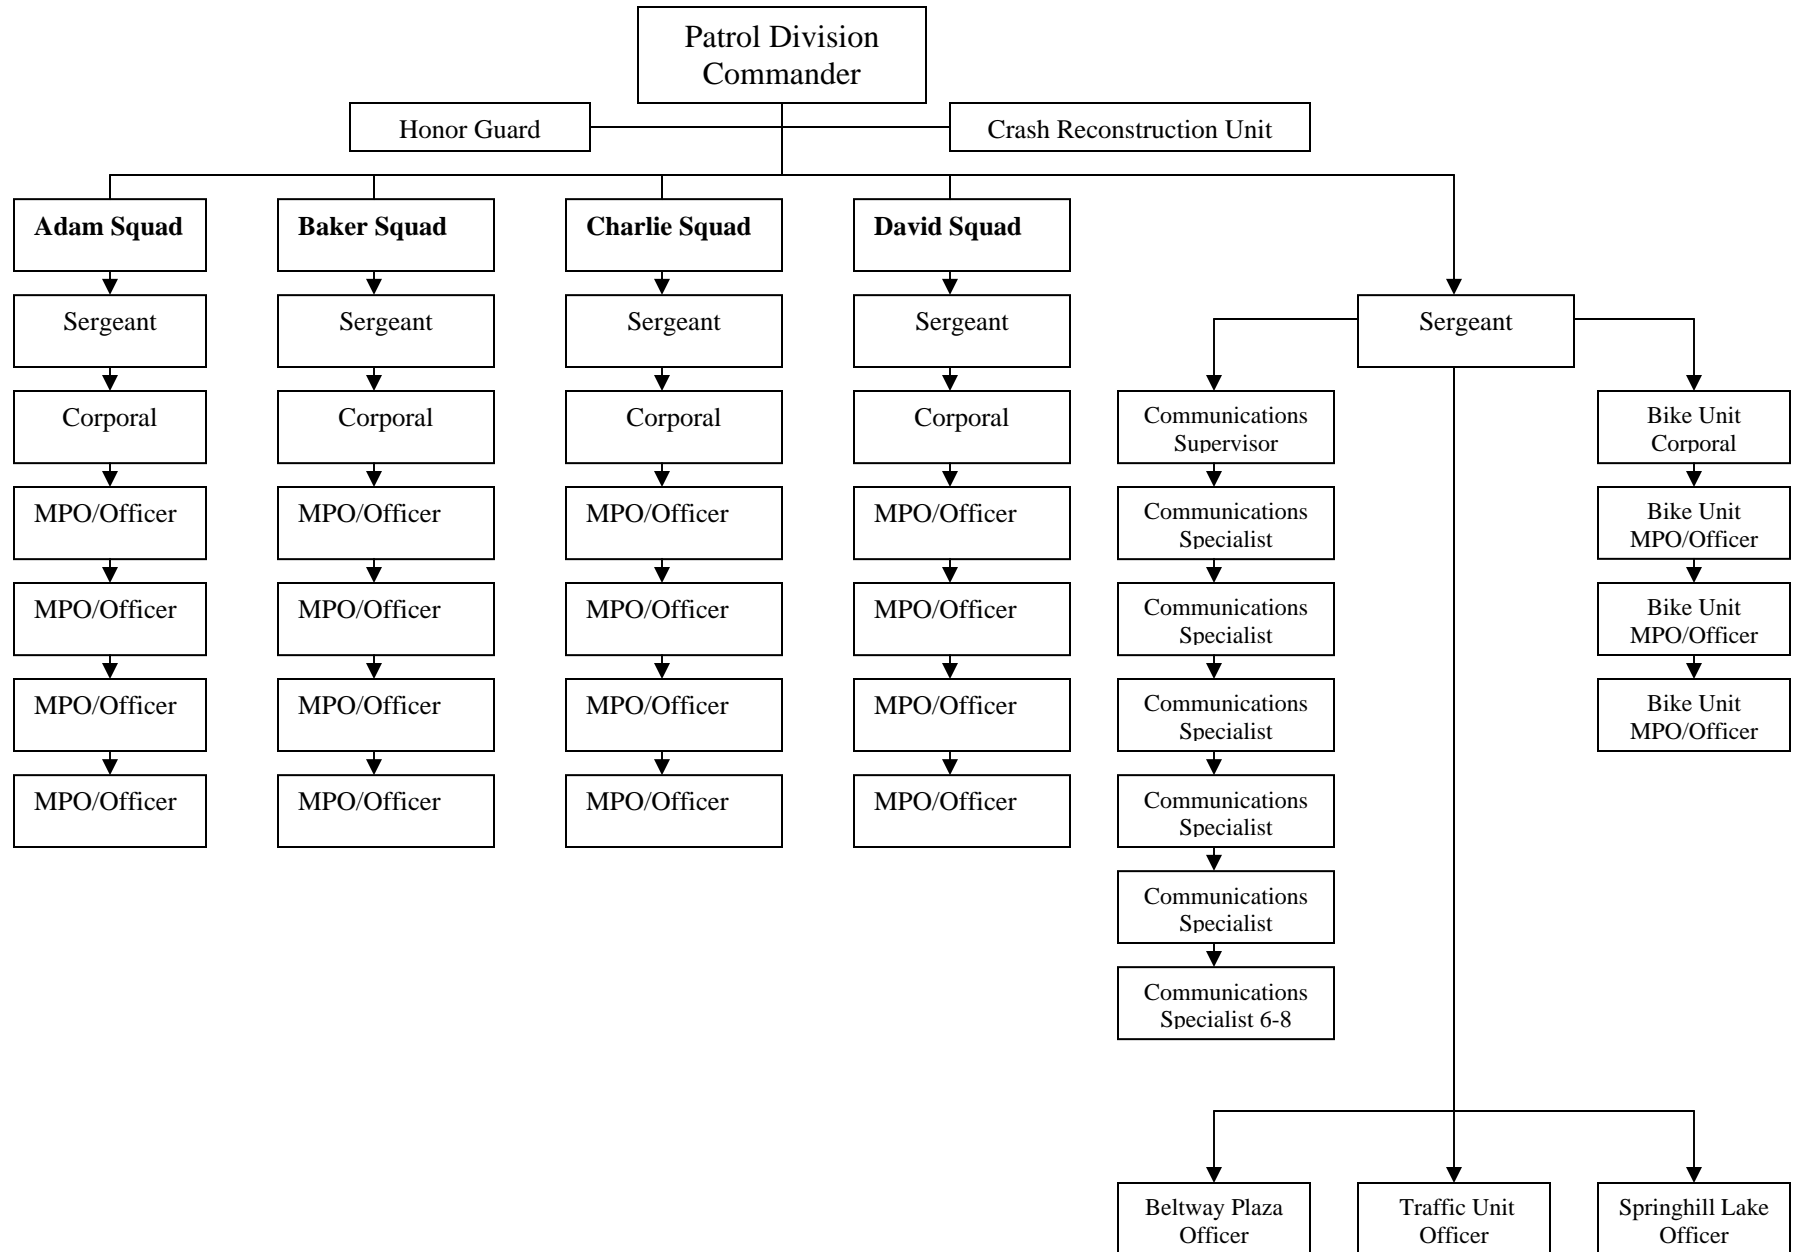 Patrol Division
Commander
Honor Guard
Crash Reconstruction Unit
Adam Squad
Baker Squad
Charlie Squad
David Squad
Sergeant
Sergeant
Sergeant
Sergeant
Sergeant
Corporal
Corporal
Corporal
Corporal
Communications
Supervisor
Bike Unit
Corporal
MPO/Officer
MPO/Officer
MPO/Officer
MPO/Officer
Communications
Specialist
Bike Unit
MPO/Officer
MPO/Officer
MPO/Officer
MPO/Officer
MPO/Officer
Communications
Specialist
Bike Unit
MPO/Officer
MPO/Officer
MPO/Officer
MPO/Officer
MPO/Officer
Communications
Specialist
Bike Unit
MPO/Officer
MPO/Officer
MPO/Officer
MPO/Officer
MPO/Officer
Communications
Specialist
Communications
Specialist
Communications
Specialist 6-8
Beltway Plaza
Officer
Traffic Unit
Officer
Springhill Lake
Officer